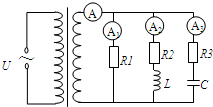 A
A₁ A₂ A₃
U ~ R1 R2 R3
L C